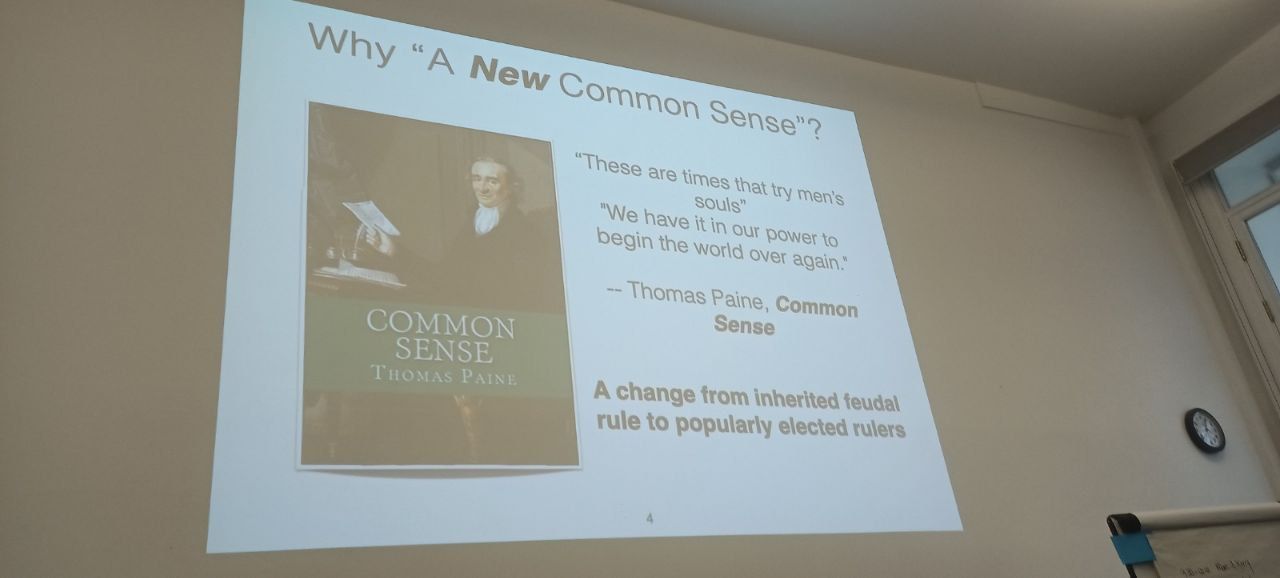 Why “A New Common Sense”?
COMMON
SENSE
THOMAS PAINE
“These are times that try men’s
souls”
"We have it in our power to
begin the world over again."
-- Thomas Paine, Common
Sense
A change from inherited feudal
rule to popularly elected rulers
4